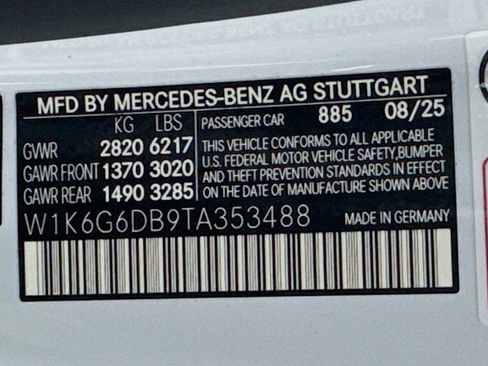 MFD BY MERCEDES-BENZ AG STUTTGART
KG LBS PASSENGER CAR 885 08/25
GVWR 2820 6217 THIS VEHICLE CONFORMS TO ALL APPLICABLE
GAWR FRONT 1370 3020 U.S. FEDERAL MOTOR VEHICLE SAFETY, BUMPER
GAWR REAR 1490 3285 AND THEFT PREVENTION STANDARDS IN EFFECT
ON THE DATE OF MANUFACTURE SHOWN ABOVE.
W1K6G6DB9TA353488 MADE IN GERMANY